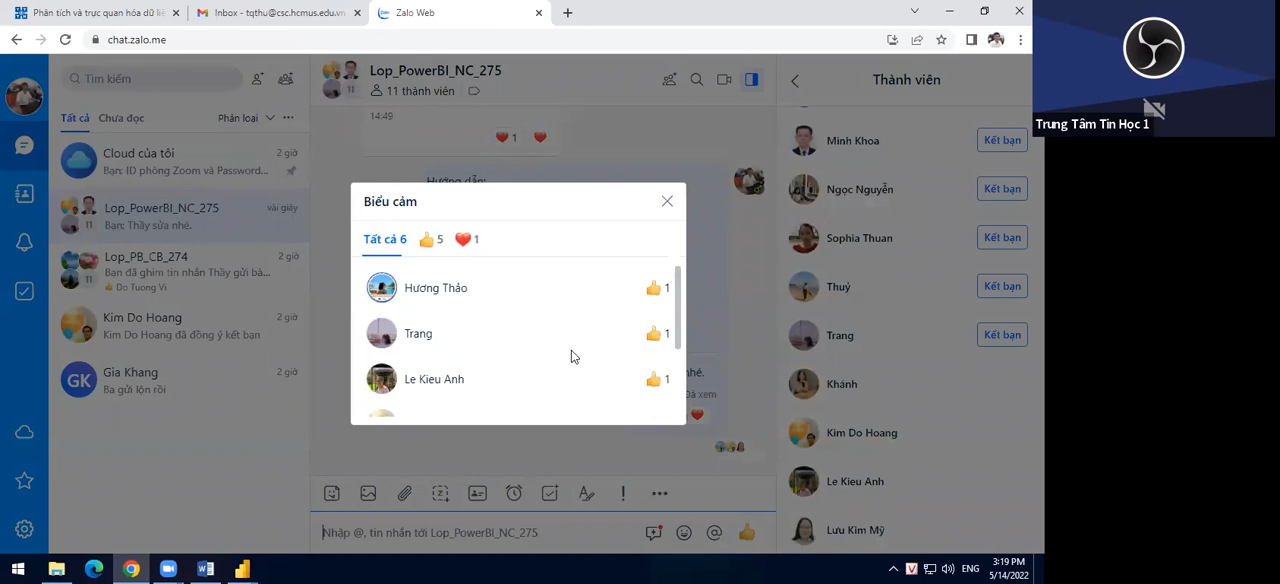 Phân tích và trực quan hóa dữ liệ
Inbox - tqthu@csc.hcmus.edu.vn
Zalo Web
chat.zalo.me
Tìm kiếm
Tất cả
Chưa đọc
Phân loại
Cloud của tôi
2 giờ
Bạn: ID phòng Zoom và Password...
Lop_PowerBI_NC_275
vài giây
11
Bạn: Thầy sửa nhé.
Lop_PB_CB_274
2 giờ
11
Bạn đã ghim tin nhắn Thầy gửi bà...
Do Tuong Vi
Kim Do Hoang
2 giờ
Kim Do Hoang đã đồng ý kết bạn
GK
Gia Khang
2 giờ
Ba gửi lộn rồi
Lop_PowerBI_NC_275
11
11 thành viên
14:49
1
Hướng dẫn:
Biểu cảm
Tất cả 6
5
1
Hương Thảo
1
Trang
1
Le Kieu Anh
1
nhé.
Đã xem
Nhập @, tin nhắn tới Lop_PowerBI_NC_275
Thành viên
Minh Khoa
Kết bạn
Ngọc Nguyễn
Kết bạn
Sophia Thuan
Kết bạn
Thuỷ
Kết bạn
Trang
Kết bạn
Khánh
Kim Do Hoang
Le Kieu Anh
Lưu Kim Mỹ
Trung Tâm Tin Học 1
ENG
3:19 PM
5/14/2022